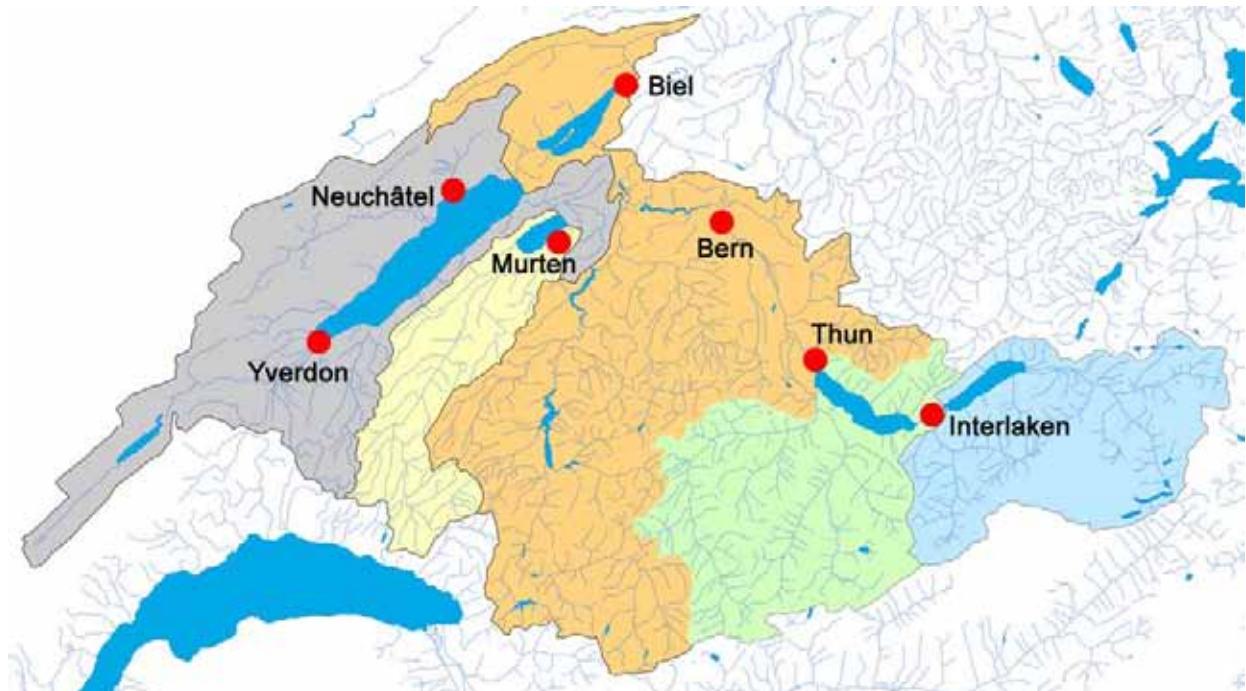 Biel
Neuchâtel
Murten
Bern
Yverdon
Thun
Interlaken